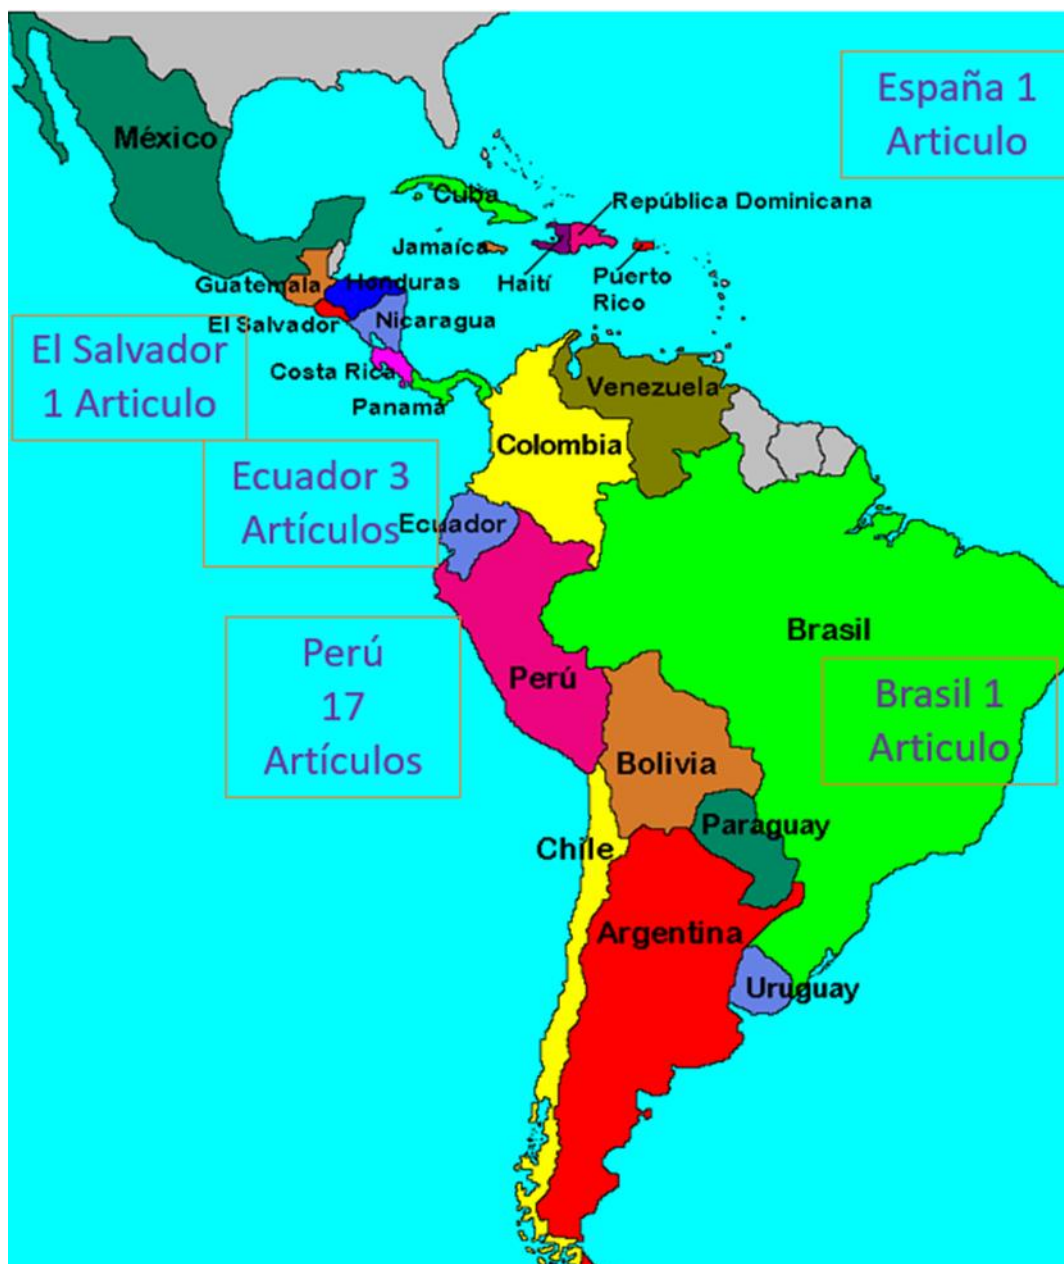 España 1
Articulo
México
Cuba
República Dominicana
Jamaíca
Haití
Puerto
Rico
Guatemala
Honduras
El Salvador
Nicaragua
El Salvador
1 Articulo
Costa Rica
Panamá
Venezuela
Colombia
Ecuador 3
Artículos
Ecuador
Brasil
Perú
17
Artículos
Perú
Brasil 1
Articulo
Bolivia
Paraguay
Chile
Argentina
Uruguay